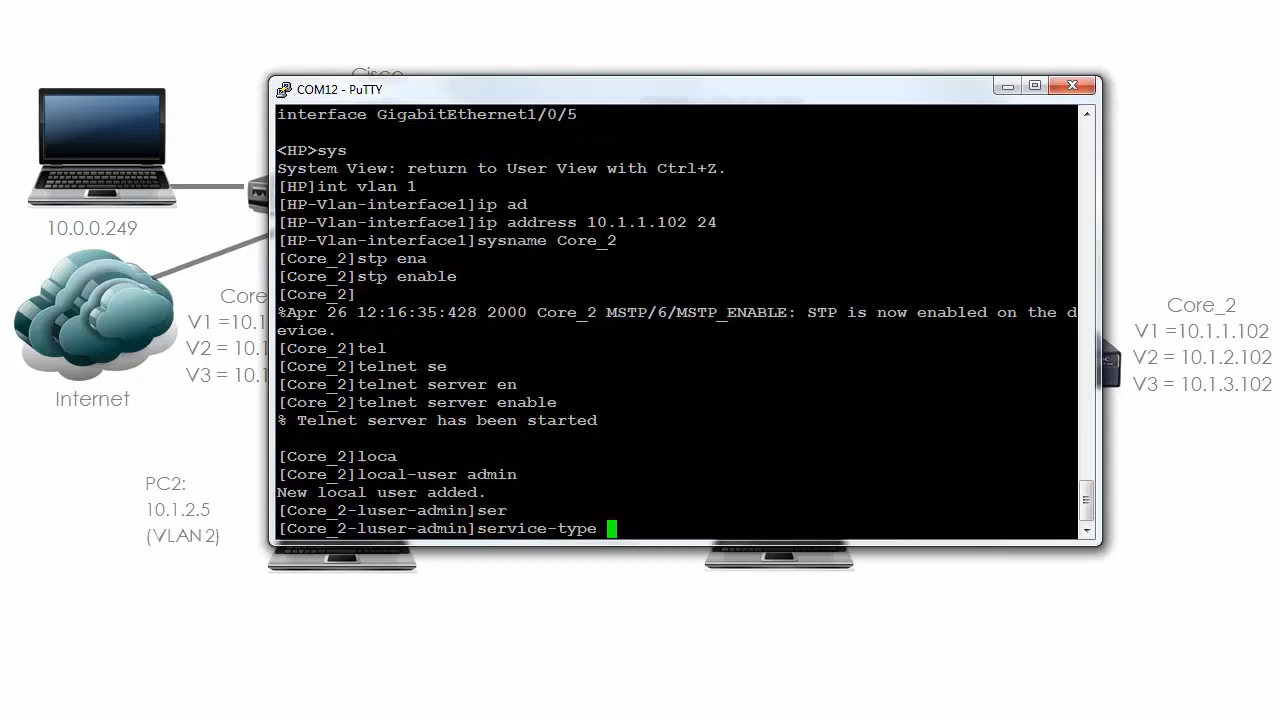 Cisco
COM12 - PuTTY
interface GigabitEthernet1/0/5
<HP>sys
System View: return to User View with Ctrl+Z.
[HP]int vlan 1
[HP-Vlan-interface1]ip ad
[HP-Vlan-interface1]ip address 10.1.1.102 24
[HP-Vlan-interface1]sysname Core_2
[Core_2]stp ena
[Core_2]stp enable
[Core_2]
%Apr 26 12:16:35:428 2000 Core_2 MSTP/6/MSTP_ENABLE: STP is now enabled on the d
evice.
[Core_2]tel
[Core_2]telnet se
[Core_2]telnet server en
[Core_2]telnet server enable
% Telnet server has been started
[Core_2]loca
[Core_2]local-user admin
New local user added.
[Core_2-luser-admin]ser
[Core_2-luser-admin]service-type
10.0.0.249
Internet
Core
V1 =10.1
V2 = 10.1
V3 = 10.1
PC2:
10.1.2.5
(VLAN 2)
Core_2
V1 =10.1.1.102
V2 = 10.1.2.102
V3 = 10.1.3.102